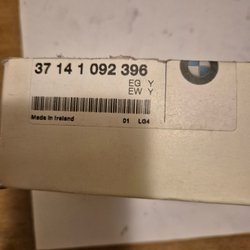 37 14 1 092 396
EG Y
EW Y
Made in Ireland 01 LG4